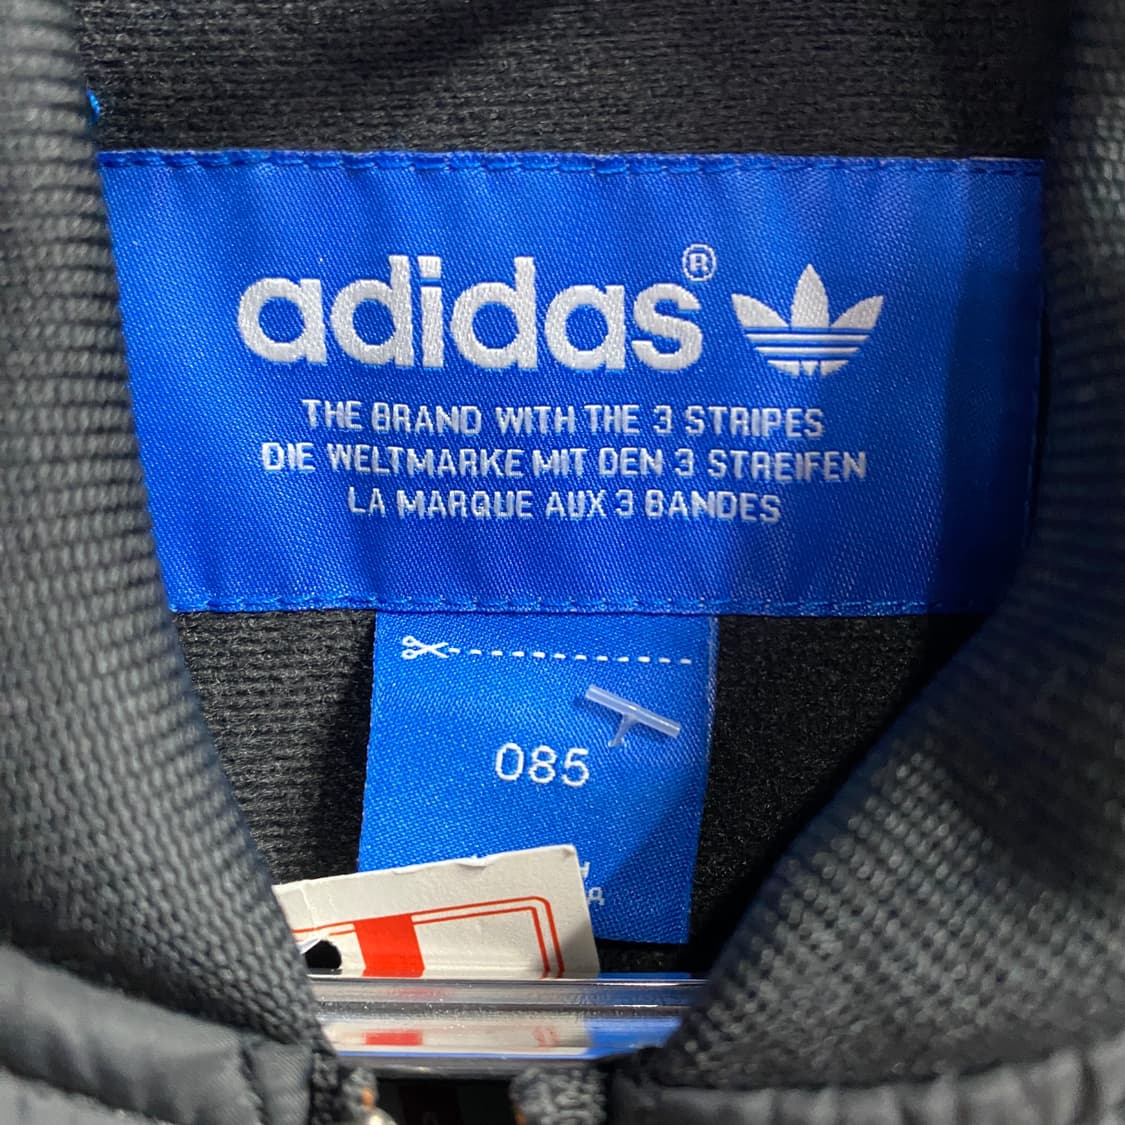 adidas®
THE BRAND WITH THE 3 STRIPES
DIE WELTMARKE MIT DEN 3 STREIFEN
LA MARQUE AUX 3 BANDES
085